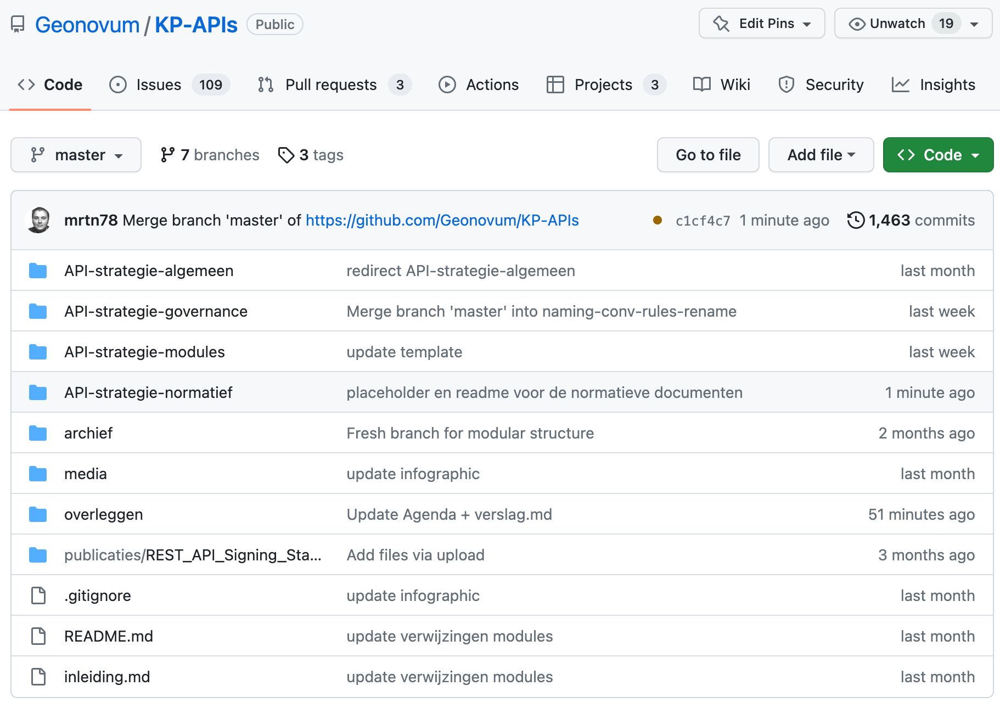 Geonovum / KP-APIs Public Edit Pins Unwatch 19
Code Issues 109 Pull requests 3 Actions Projects 3 Wiki Security Insights
master 7 branches 3 tags Go to file Add file Code
mrtn78 Merge branch 'master' of https://github.com/Geonovum/KP-APIs c1cf4c7 1 minute ago 1,463 commits
API-strategie-algemeen redirect API-strategie-algemeen last month
API-strategie-governance Merge branch 'master' into naming-conv-rules-rename last week
API-strategie-modules update template last week
API-strategie-normatief placeholder en readme voor de normatieve documenten 1 minute ago
archief Fresh branch for modular structure 2 months ago
media update infographic last month
overleggen Update Agenda + verslag.md 51 minutes ago
publicaties/REST_API_Signing_Sta... Add files via upload 3 months ago
.gitignore update infographic last month
README.md update verwijzingen modules last month
inleiding.md update verwijzingen modules last month